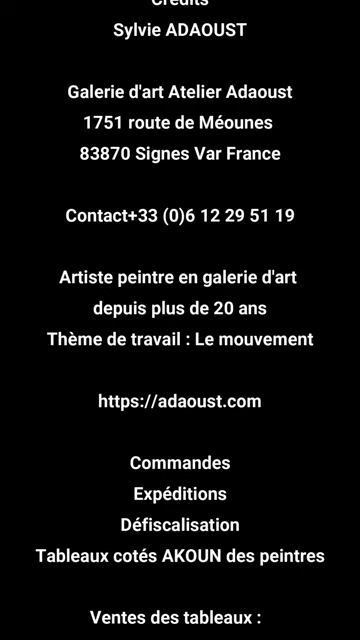 Crédits
Sylvie ADAOUST
Galerie d'art Atelier Adaoust
1751 route de Méounes
83870 Signes Var France
Contact+33 (0)6 12 29 51 19
Artiste peintre en galerie d'art
depuis plus de 20 ans
Thème de travail : Le mouvement
https://adaoust.com
Commandes
Expéditions
Défiscalisation
Tableaux cotés AKOUN des peintres
Ventes des tableaux :